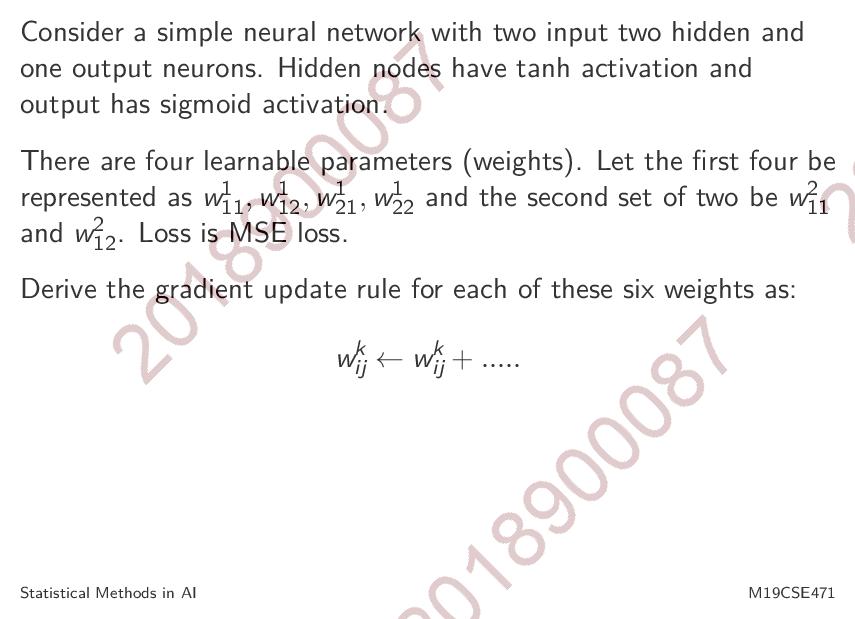 Consider a simple neural network with two input two hidden and
one output neurons. Hidden nodes have tanh activation and
output has sigmoid activation.
There are four learnable parameters (weights). Let the first four be
represented as $w_{11}^1, w_{12}^1, w_{21}^1, w_{22}^1$ and the second set of two be $w_{11}^2$
and $w_{12}^2$. Loss is MSE loss.
Derive the gradient update rule for each of these six weights as:
$w_{ij}^k \leftarrow w_{ij}^k + .....$
2018900087
2018900087
Statistical Methods in AI
M19CSE471